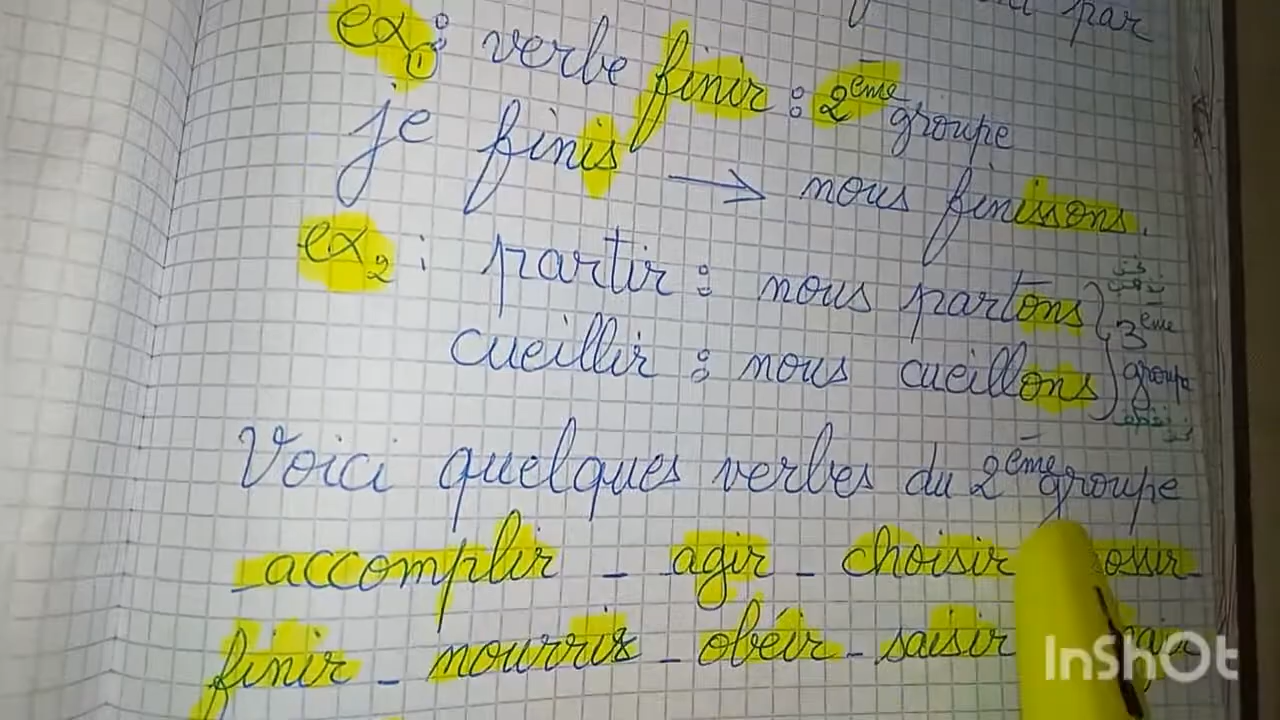 par
ex1: verbe finir : 2ème groupe
je finis → nous finissons.
ex2 : partir : nous partons
3ème
cueillir : nous cueillons
groupe
Voici quelques verbes du 2ème groupe
accomplir - agir - choisir
finir - nourrir - obéir - saisir
InShOt